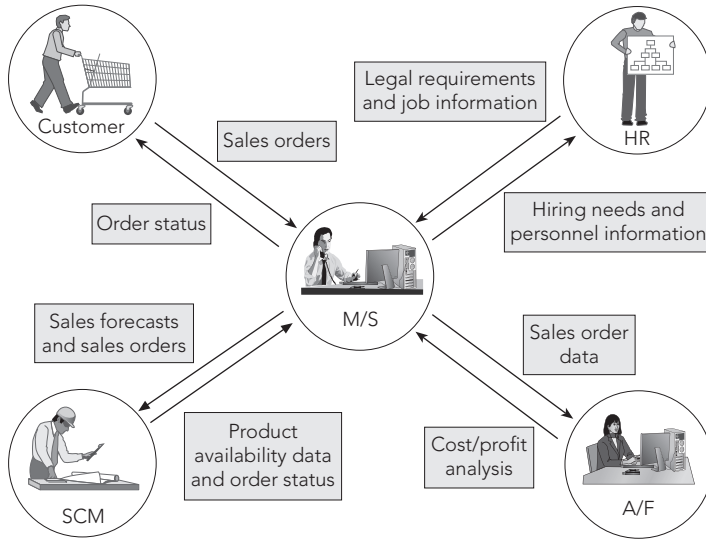 Customer
Sales orders
Order status
Legal requirements
and job information
HR
Hiring needs and
personnel information
M/S
Sales forecasts
and sales orders
Product
availability data
and order status
SCM
Sales order
data
Cost/profit
analysis
A/F